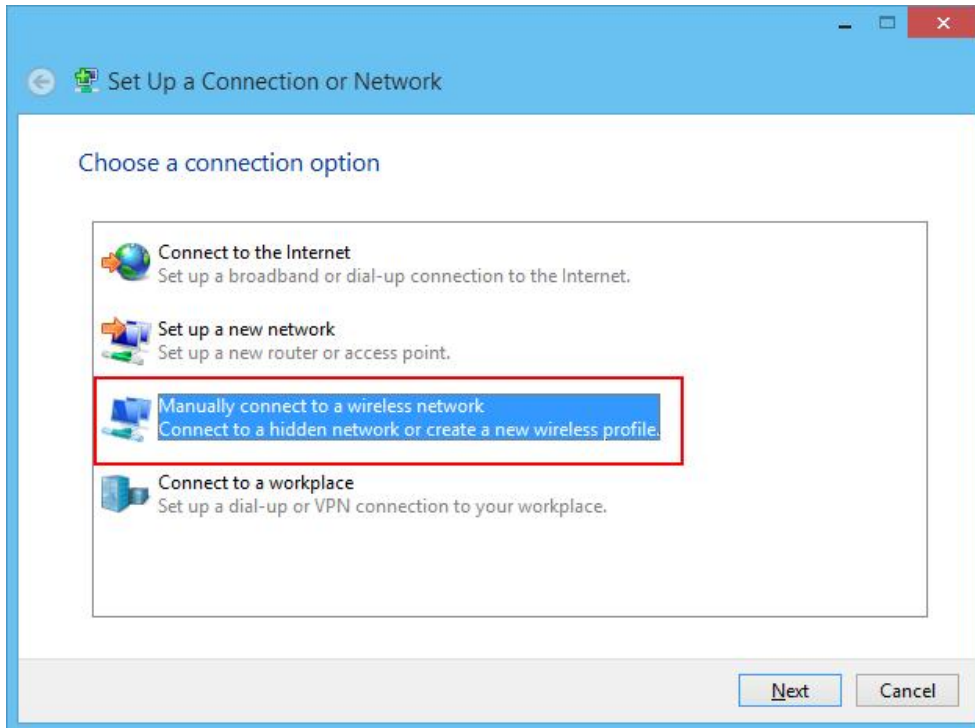 Set Up a Connection or Network
Choose a connection option
Connect to the Internet
Set up a broadband or dial-up connection to the Internet.
Set up a new network
Set up a new router or access point.
Manually connect to a wireless network
Connect to a hidden network or create a new wireless profile.
Connect to a workplace
Set up a dial-up or VPN connection to your workplace.
Next
Cancel